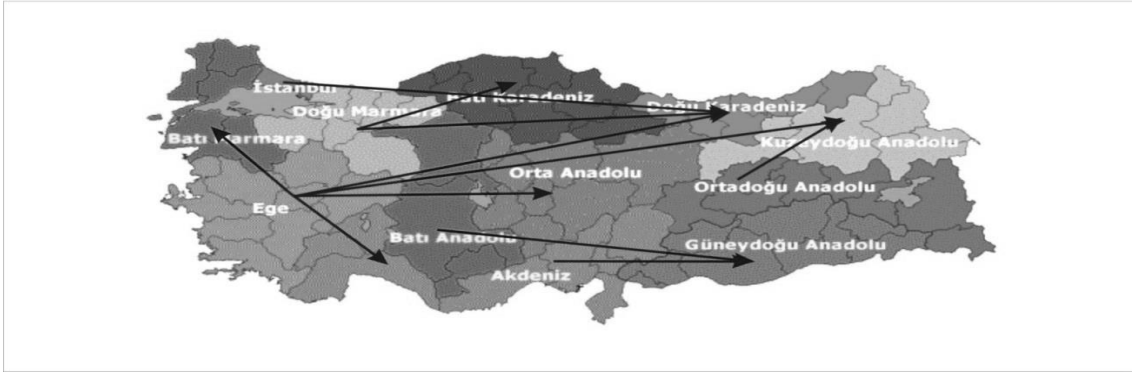 İstanbul
Batı Karadeniz
Doğu Karadeniz
Doğu Marmara
Batı Marmara
Kuzeydoğu Anadolu
Orta Anadolu
Ortadoğu Anadolu
Ege
Batı Anadolu
Güneydoğu Anadolu
Akdeniz